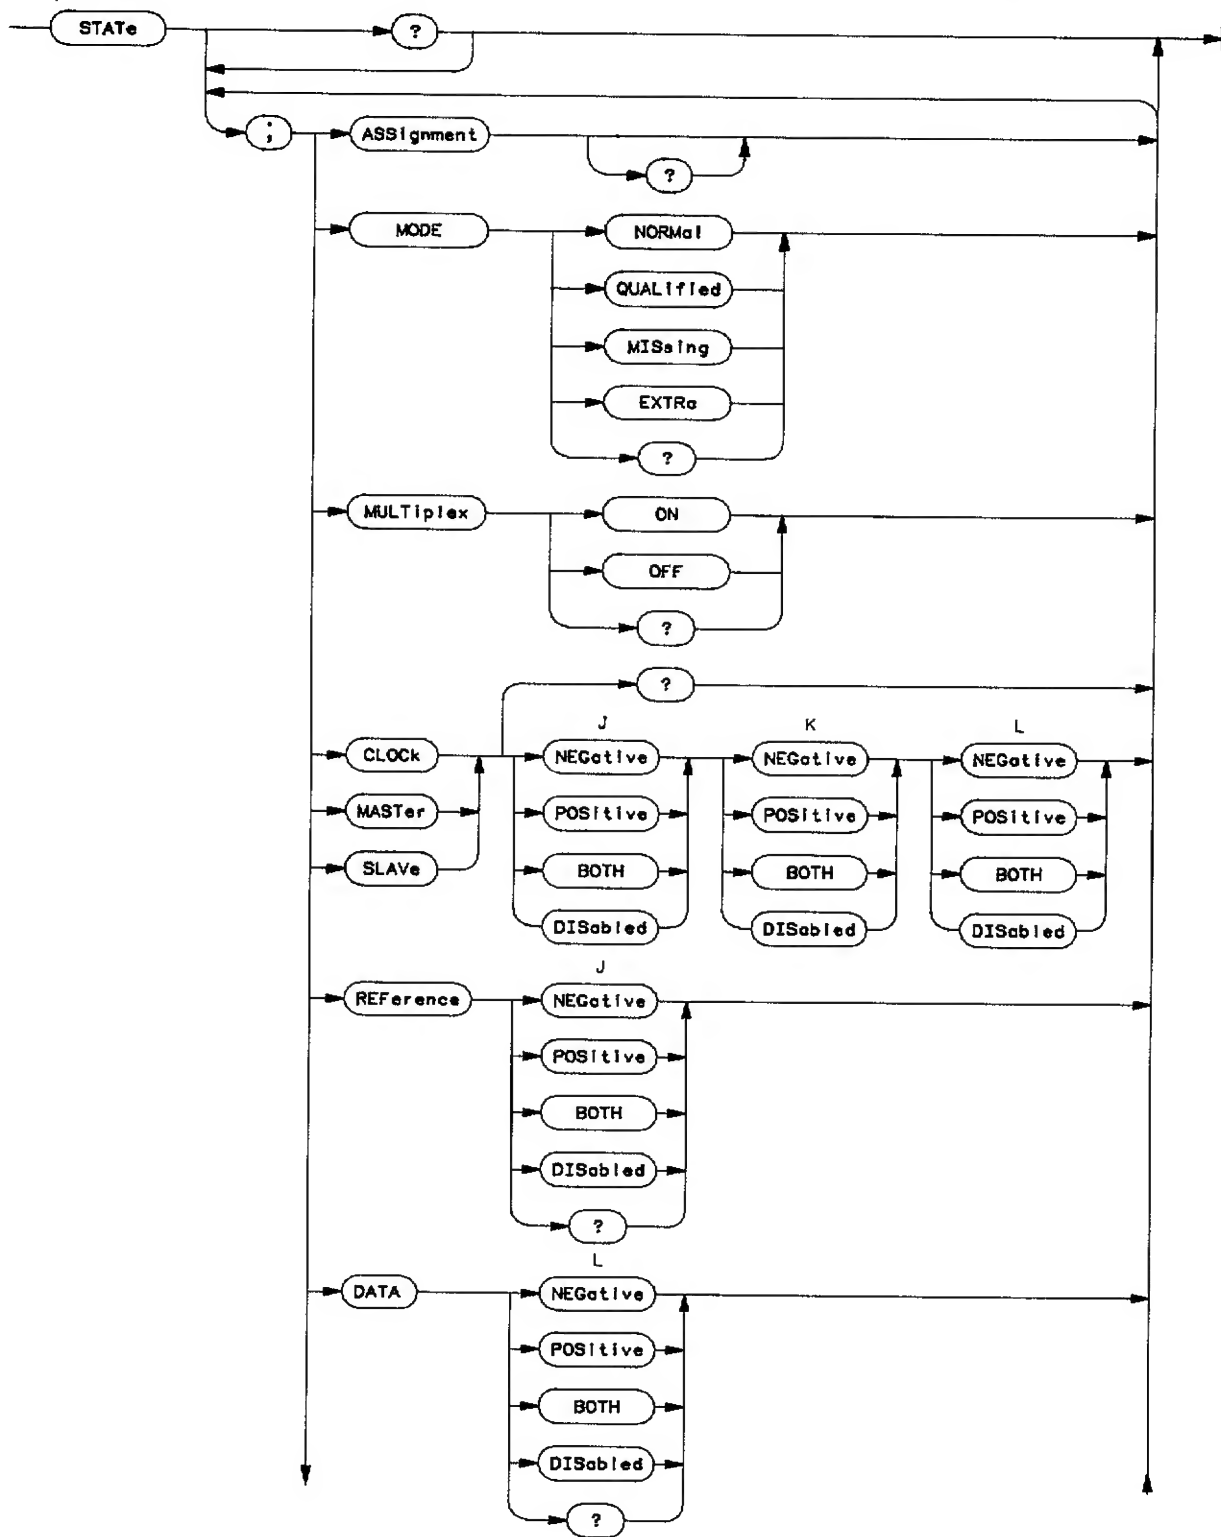 STATe ?
; ASSignment
?
MODE NORMal
QUALified
MISsing
EXTRa
?
MULTiplex ON
OFF
?
?
J K L
CLOCk NEGative NEGative NEGative
MASTer POSitive POSitive POSitive
SLAVe BOTH BOTH BOTH
DISabled DISabled DISabled
J
REFerence NEGative
POSitive
BOTH
DISabled
?
L
DATA NEGative
POSitive
BOTH
DISabled
?